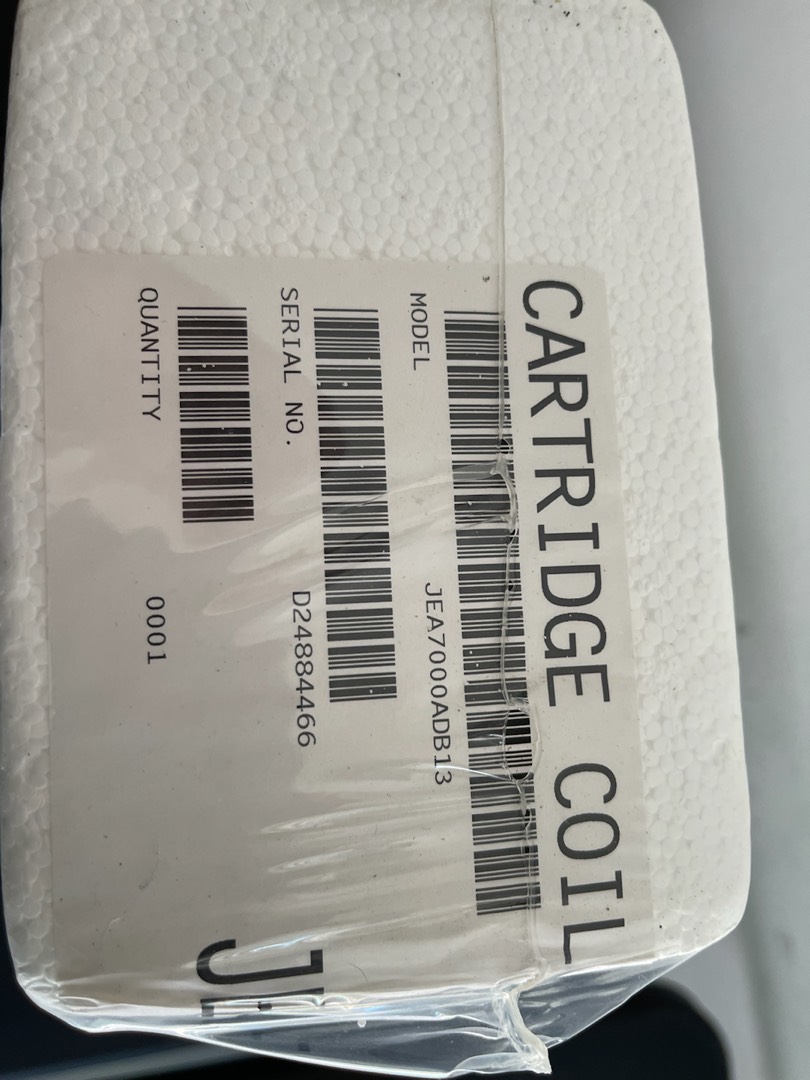 CARTRIDGE COIL
MODEL JEA7000ADB13
SERIAL NO. D24884466
QUANTITY 0001